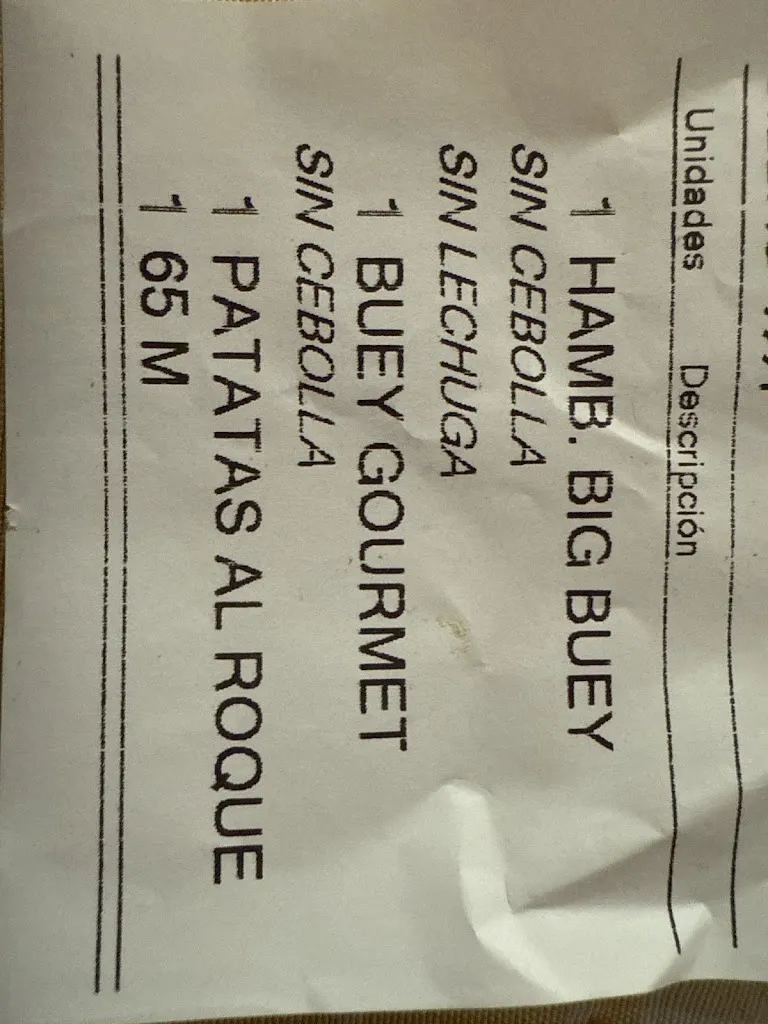 Unidades Descripción
1 HAMB. BIG BUEY
SIN CEBOLLA
SIN LECHUGA
1 BUEY GOURMET
SIN CEBOLLA
1 PATATAS AL ROQUE
1 65 M